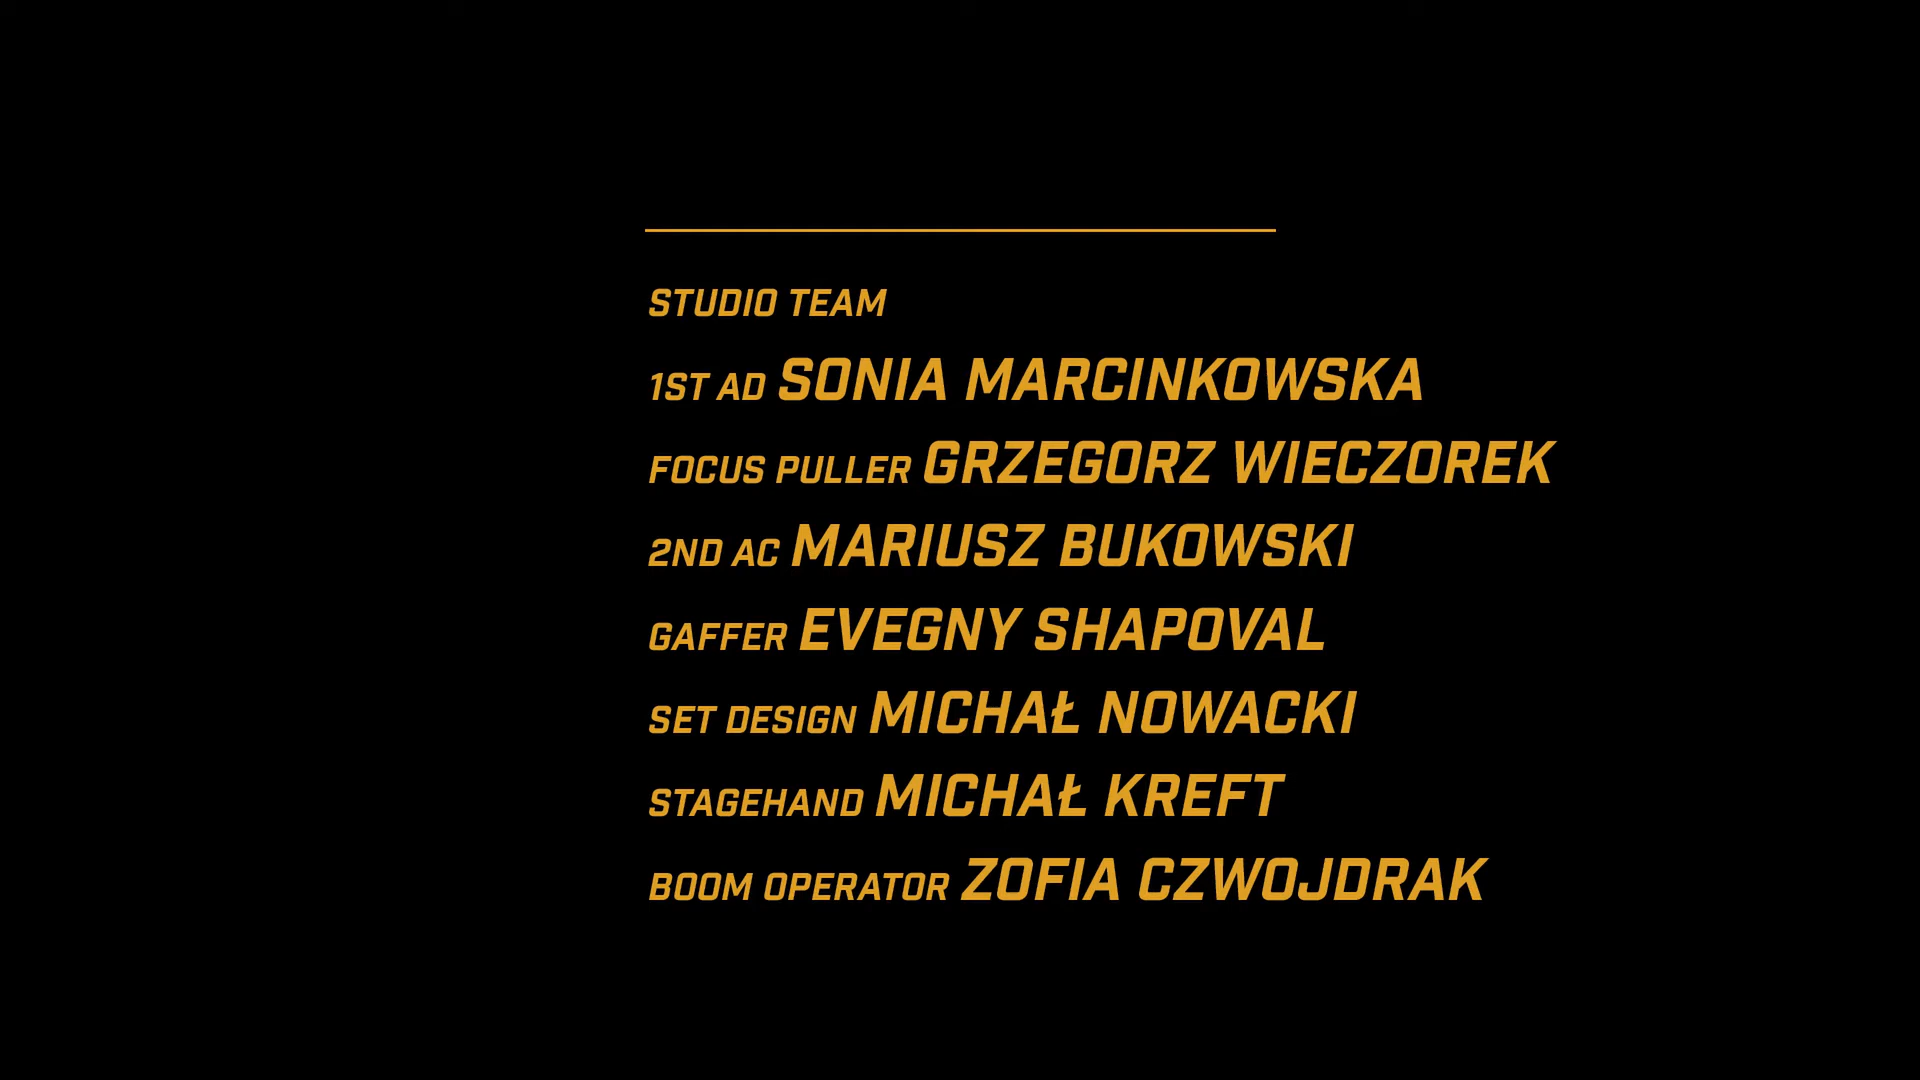 STUDIO TEAM
1ST AD SONIA MARCINKOWSKA
FOCUS PULLER GRZEGORZ WIECZOREK
2ND AC MARIUSZ BUKOWSKI
GAFFER EVEGNY SHAPOVAL
SET DESIGN MICHAŁ NOWACKI
STAGEHAND MICHAŁ KREFT
BOOM OPERATOR ZOFIA CZWOJDRAK